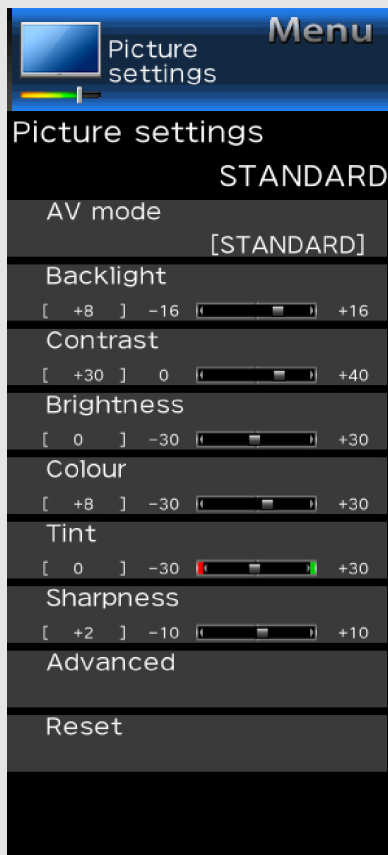 Menu
Picture
settings
Picture settings
STANDARD
AV mode
[STANDARD]
Backlight
[ +8 ] −16 +16
Contrast
[ +30 ] 0 +40
Brightness
[ 0 ] −30 +30
Colour
[ +8 ] −30 +30
Tint
[ 0 ] −30 +30
Sharpness
[ +2 ] −10 +10
Advanced
Reset